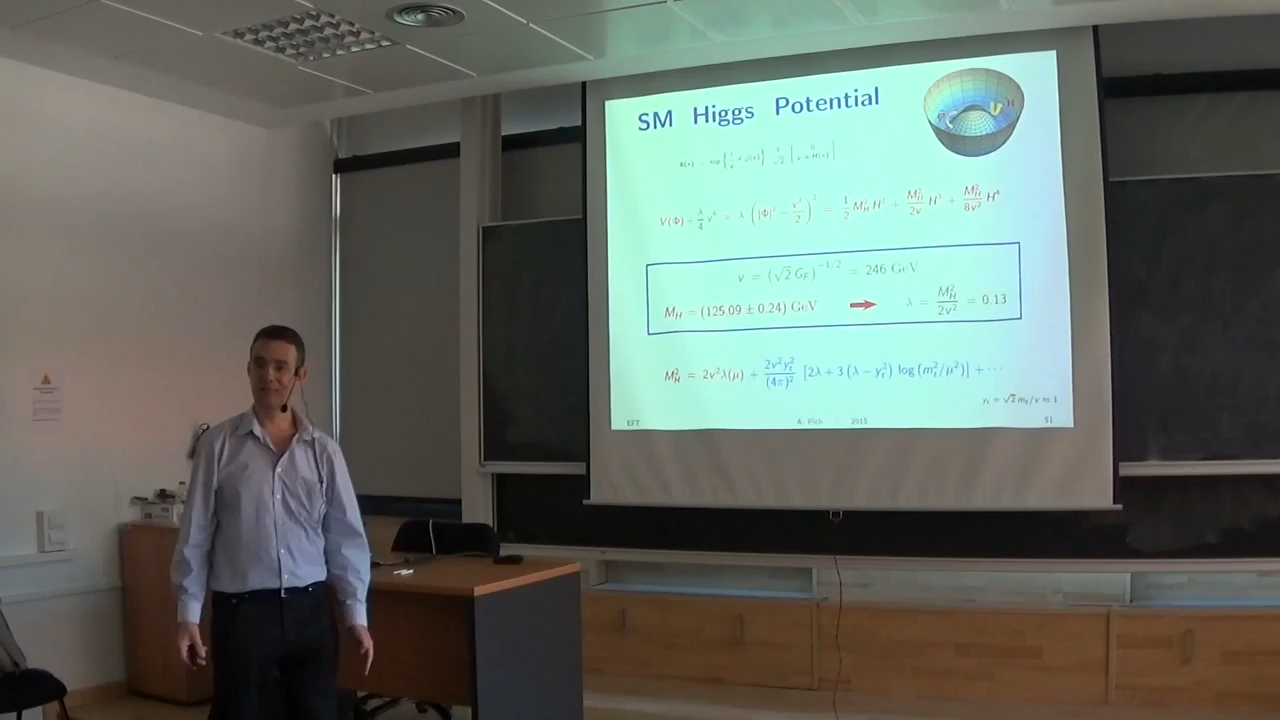 SM Higgs Potential
H
V(Φ) + λ/4 v⁴ = λ (|Φ|² − v²/2)² = 1/2 M_H² H² + M_H²/2v H³ + M_H²/8v² H⁴
v = (√2 G_F)^−1/2 = 246 GeV
M_H = (125.09 ± 0.24) GeV ➡ λ = M_H²/2v² = 0.13
M_H² = 2v²λ(μ) + 2v²y_t²/(4π)² [2λ + 3 (λ − y_t²) log (m_t²/μ²)] + ⋯
y_t = √2 m_t/v ≈ 1
EFT A. Pich 2015 51